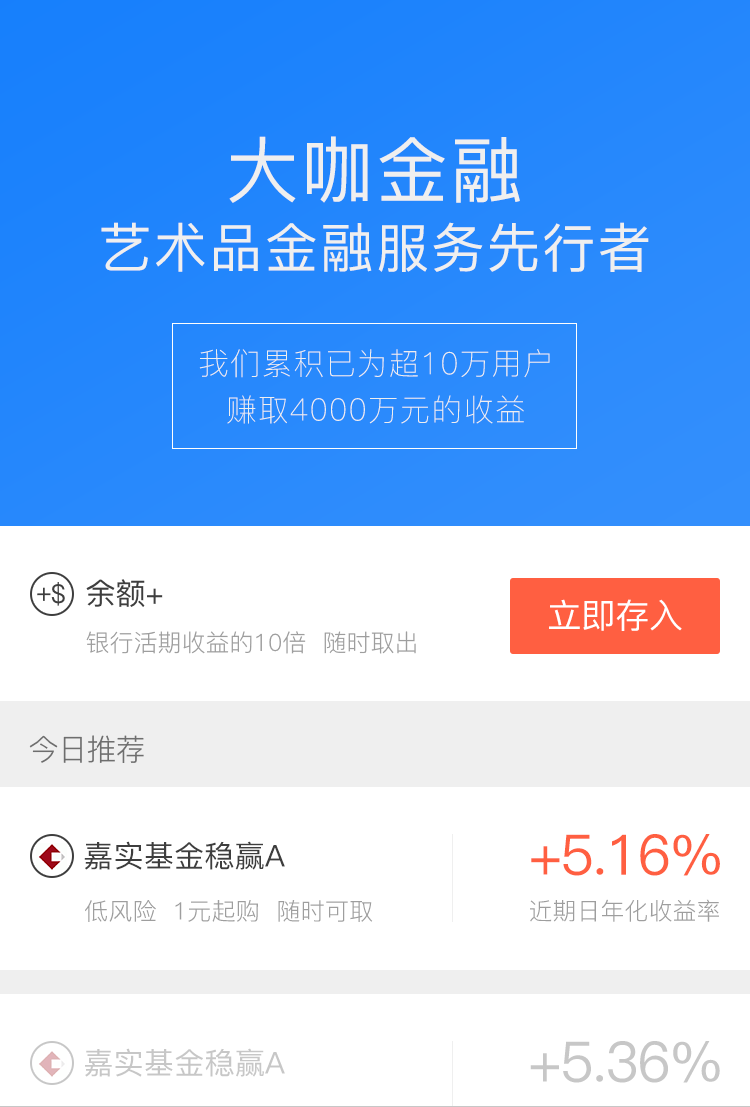 大咖金融
艺术品金融服务先行者
我们累积已为超10万用户
赚取4000万元的收益
+$ 余额+
银行活期收益的10倍 随时取出
立即存入
今日推荐
嘉实基金稳赢A
低风险 1元起购 随时可取
+5.16%
近期日年化收益率
嘉实基金稳赢A
+5.36%